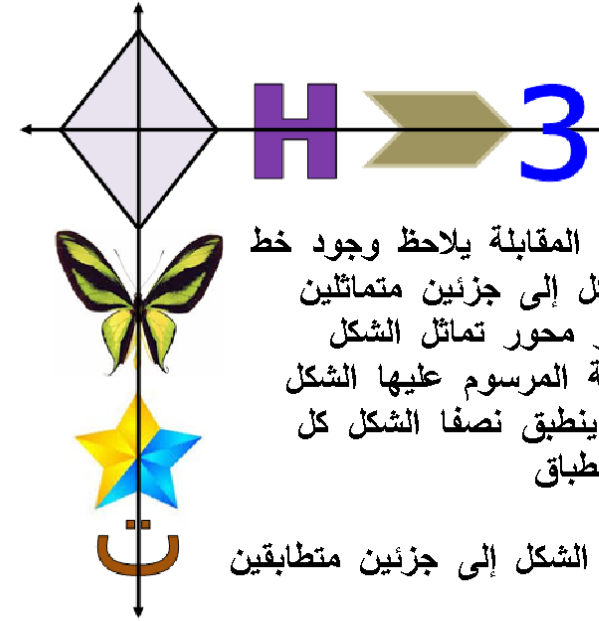 H
3
المقابلة يلاحظ وجود خط
إلى جزئين متماثلين
محور تماثل الشكل
المرسوم عليها الشكل
ينطبق نصفا الشكل كل
الشكل إلى جزئين متطابقين
ت